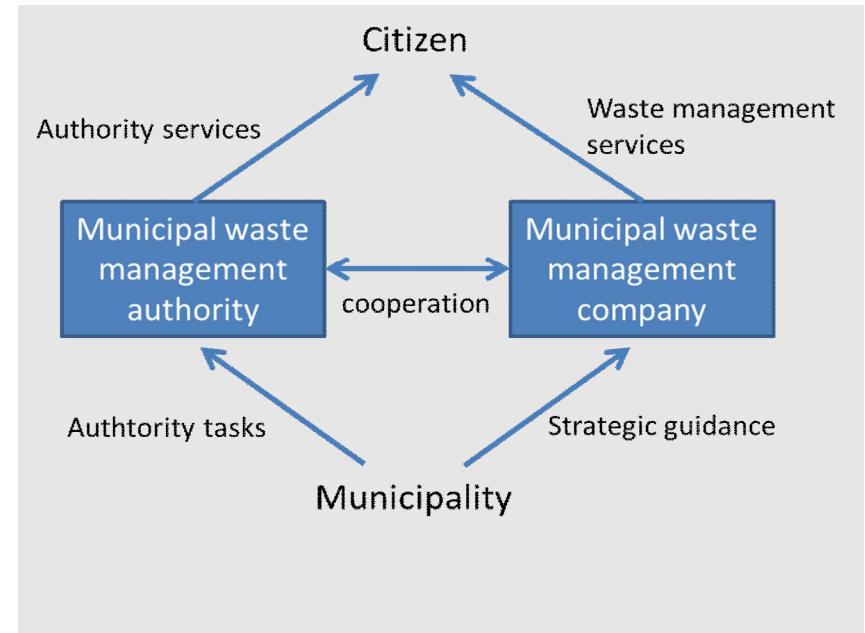 Citizen
Authority services
Waste management
services
Municipal waste
management
authority
cooperation
Municipal waste
management
company
Authtority tasks
Strategic guidance
Municipality